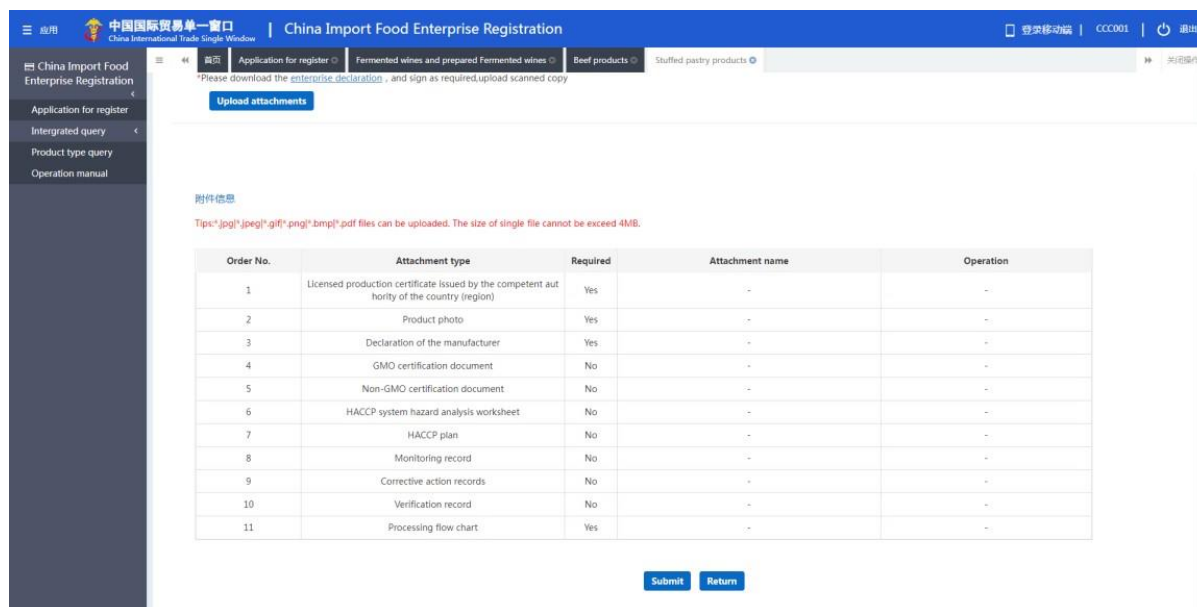 应用
中国国际贸易单一窗口 | China Import Food Enterprise Registration
China International Trade Single Window
登录移动端 | CCC001 | 退出
China Import Food
Enterprise Registration
Application for register
Intergrated query
Product type query
Operation manual
首页 Application for register Fermented wines and prepared Fermented wines Beef products Stuffed pastry products 关闭操作
*Please download the enterprise declaration , and sign as required,upload scanned copy
Upload attachments
附件信息
Tips:*.jpg|*.jpeg|*.gif|*.png|*.bmp|*.pdf files can be uploaded. The size of single file cannot be exceed 4MB.
Order No. Attachment type Required Attachment name Operation
1 Licensed production certificate issued by the competent aut Yes - -
hority of the country (region)
2 Product photo Yes - -
3 Declaration of the manufacturer Yes - -
4 GMO certification document No - -
5 Non-GMO certification document No - -
6 HACCP system hazard analysis worksheet No - -
7 HACCP plan No - -
8 Monitoring record No - -
9 Corrective action records No - -
10 Verification record No - -
11 Processing flow chart Yes - -
Submit Return